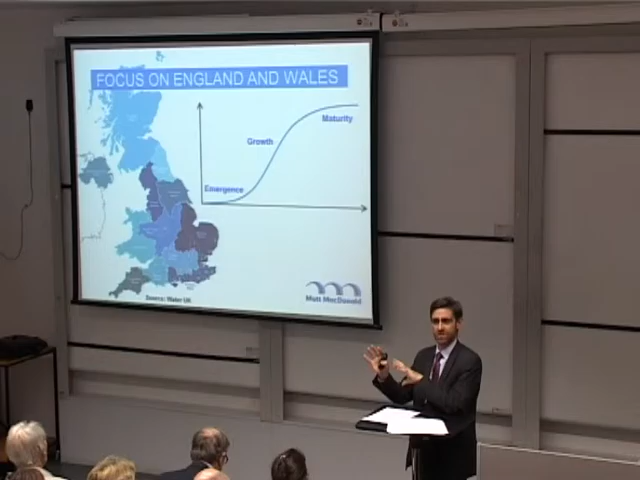 FOCUS ON ENGLAND AND WALES
Maturity
Growth
Emergence
Source: Water UK
Mott MacDonald